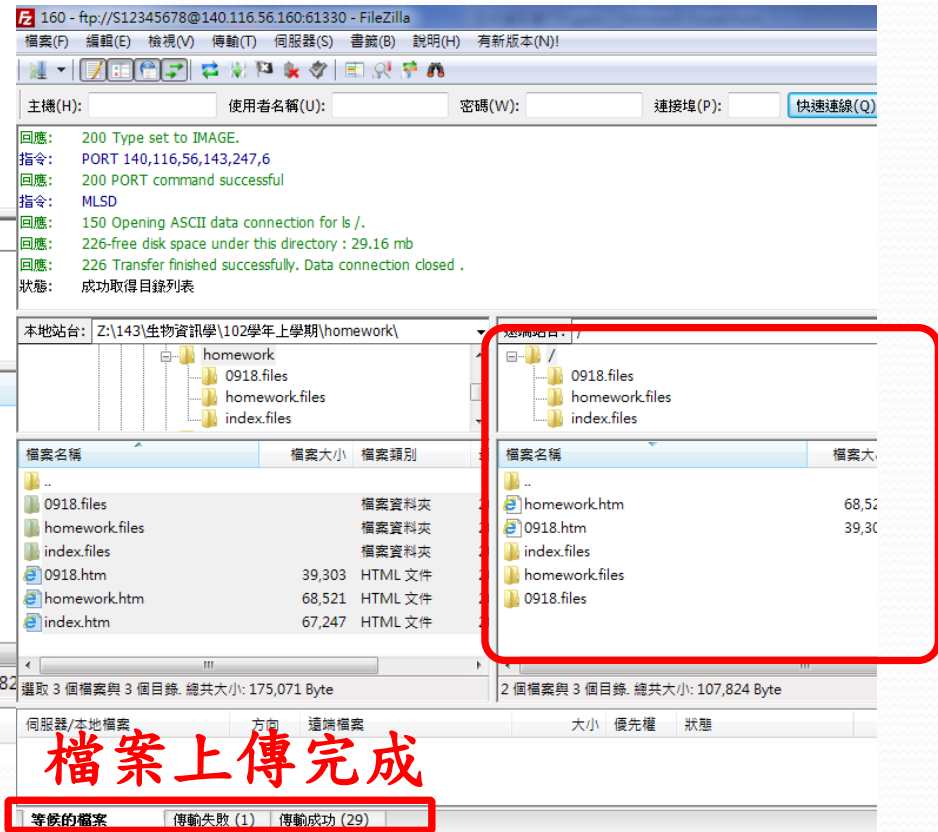 160 - ftp://S12345678@140.116.56.160:61330 - FileZilla
檔案(F) 編輯(E) 檢視(V) 傳輸(T) 伺服器(S) 書籤(B) 說明(H) 有新版本(N)!
主機(H): 使用者名稱(U): 密碼(W): 連接埠(P): 快速連線(Q)
回應: 200 Type set to IMAGE.
指令: PORT 140,116,56,143,247,6
回應: 200 PORT command successful
指令: MLSD
回應: 150 Opening ASCII data connection for ls /.
回應: 226-free disk space under this directory : 29.16 mb
回應: 226 Transfer finished successfully. Data connection closed .
狀態: 成功取得目錄列表
本地站台: Z:\143\生物資訊學\102學年上學期\homework\
homework
0918.files
homework.files
index.files
遠端站台: /
/
0918.files
homework.files
index.files
檔案名稱 檔案大小 檔案類別
..
0918.files 檔案資料夾
homework.files 檔案資料夾
index.files 檔案資料夾
0918.htm 39,303 HTML 文件
homework.htm 68,521 HTML 文件
index.htm 67,247 HTML 文件
選取 3 個檔案與 3 個目錄. 總共大小: 175,071 Byte
檔案名稱 檔案大
..
homework.htm 68,52
0918.htm 39,30
index.files
homework.files
0918.files
2 個檔案與 3 個目錄. 總共大小: 107,824 Byte
82
伺服器/本地檔案 方向 遠端檔案 大小 優先權 狀態
檔案上傳完成
等候的檔案 傳輸失敗 (1) 傳輸成功 (29)